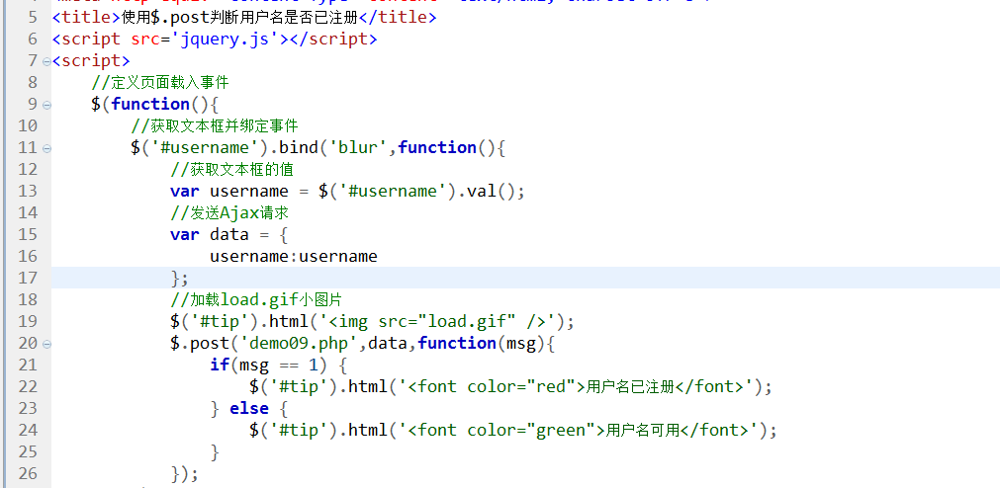 5 <title>使用$.post判断用户名是否已注册</title>
6 <script src='jquery.js'></script>
7 <script>
8 //定义页面载入事件
9 $(function(){
10 //获取文本框并绑定事件
11 $('#username').bind('blur',function(){
12 //获取文本框的值
13 var username = $('#username').val();
14 //发送Ajax请求
15 var data = {
16 username:username
17 };
18 //加载load.gif小图片
19 $('#tip').html('<img src="load.gif" />');
20 $.post('demo09.php',data,function(msg){
21 if(msg == 1) {
22 $('#tip').html('<font color="red">用户名已注册</font>');
23 } else {
24 $('#tip').html('<font color="green">用户名可用</font>');
25 }
26 });